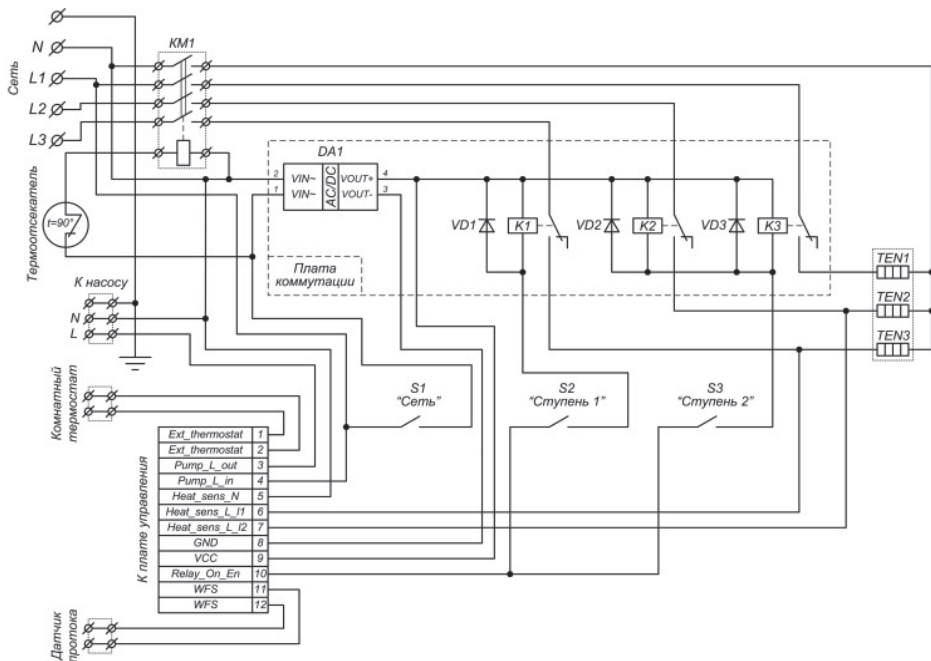 Сеть
N
L1
L2
L3
KM1
Термоотсекатель
t=90°
DA1
2 VIN~ AC/DC VOUT+ 4
1 VIN~ VOUT- 3
VD1 K1 VD2 K2 VD3 K3
Плата
коммутации
TEN1
TEN2
TEN3
К насосу
N
L
Комнатный
термостат
S1
"Сеть"
S2
"Ступень 1"
S3
"Ступень 2"
К плате управления
Ext_thermostat 1
Ext_thermostat 2
Pump_L_out 3
Pump_L_in 4
Heat_sens_N 5
Heat_sens_L_I1 6
Heat_sens_L_I2 7
GND 8
VCC 9
Relay_On_En 10
WFS 11
WFS 12
Датчик
протока